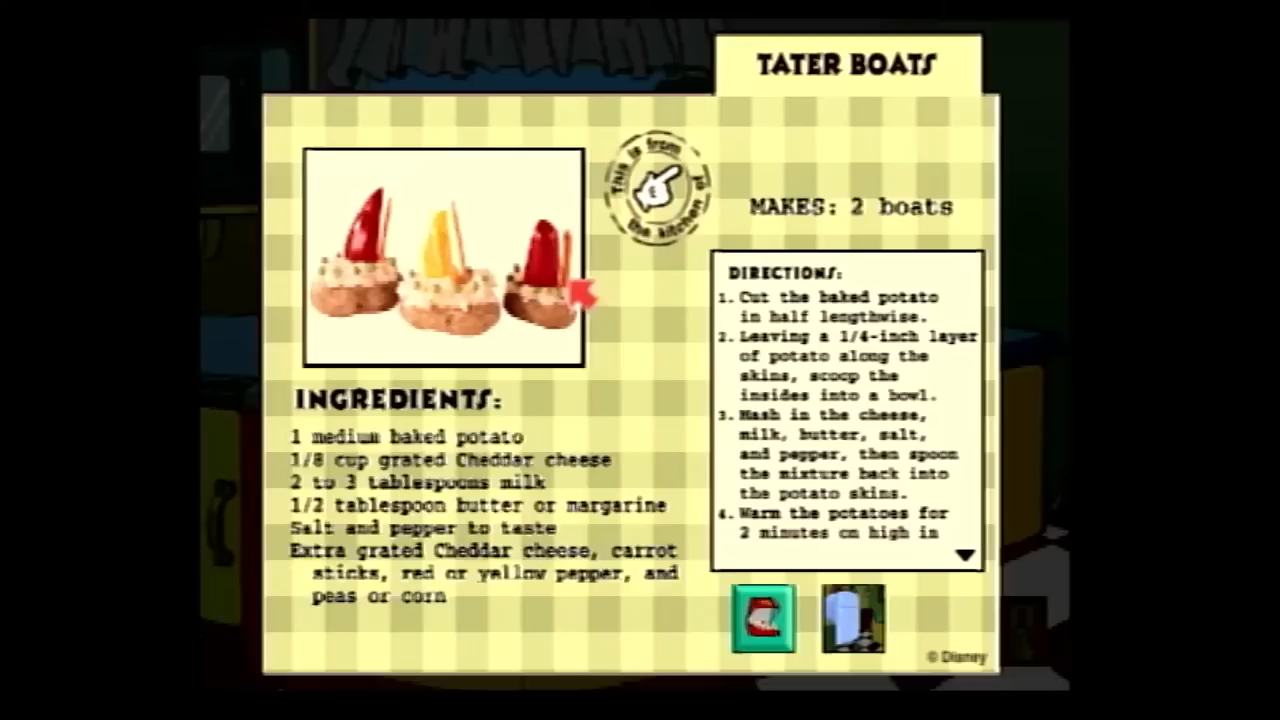 TATER BOATS
This is from
the kitchen
of
MAKES: 2 boats
DIRECTIONS:
1. Cut the baked potato
in half lengthwise.
2. Leaving a 1/4-inch layer
of potato along the
skins, scoop the
insides into a bowl.
3. Mash in the cheese,
milk, butter, salt,
and pepper, then spoon
the mixture back into
the potato skins.
4. Warm the potatoes for
2 minutes on high in
INGREDIENTS:
1 medium baked potato
1/8 cup grated Cheddar cheese
2 to 3 tablespoons milk
1/2 tablespoon butter or margarine
Salt and pepper to taste
Extra grated Cheddar cheese, carrot
sticks, red or yellow pepper, and
peas or corn
© Disney